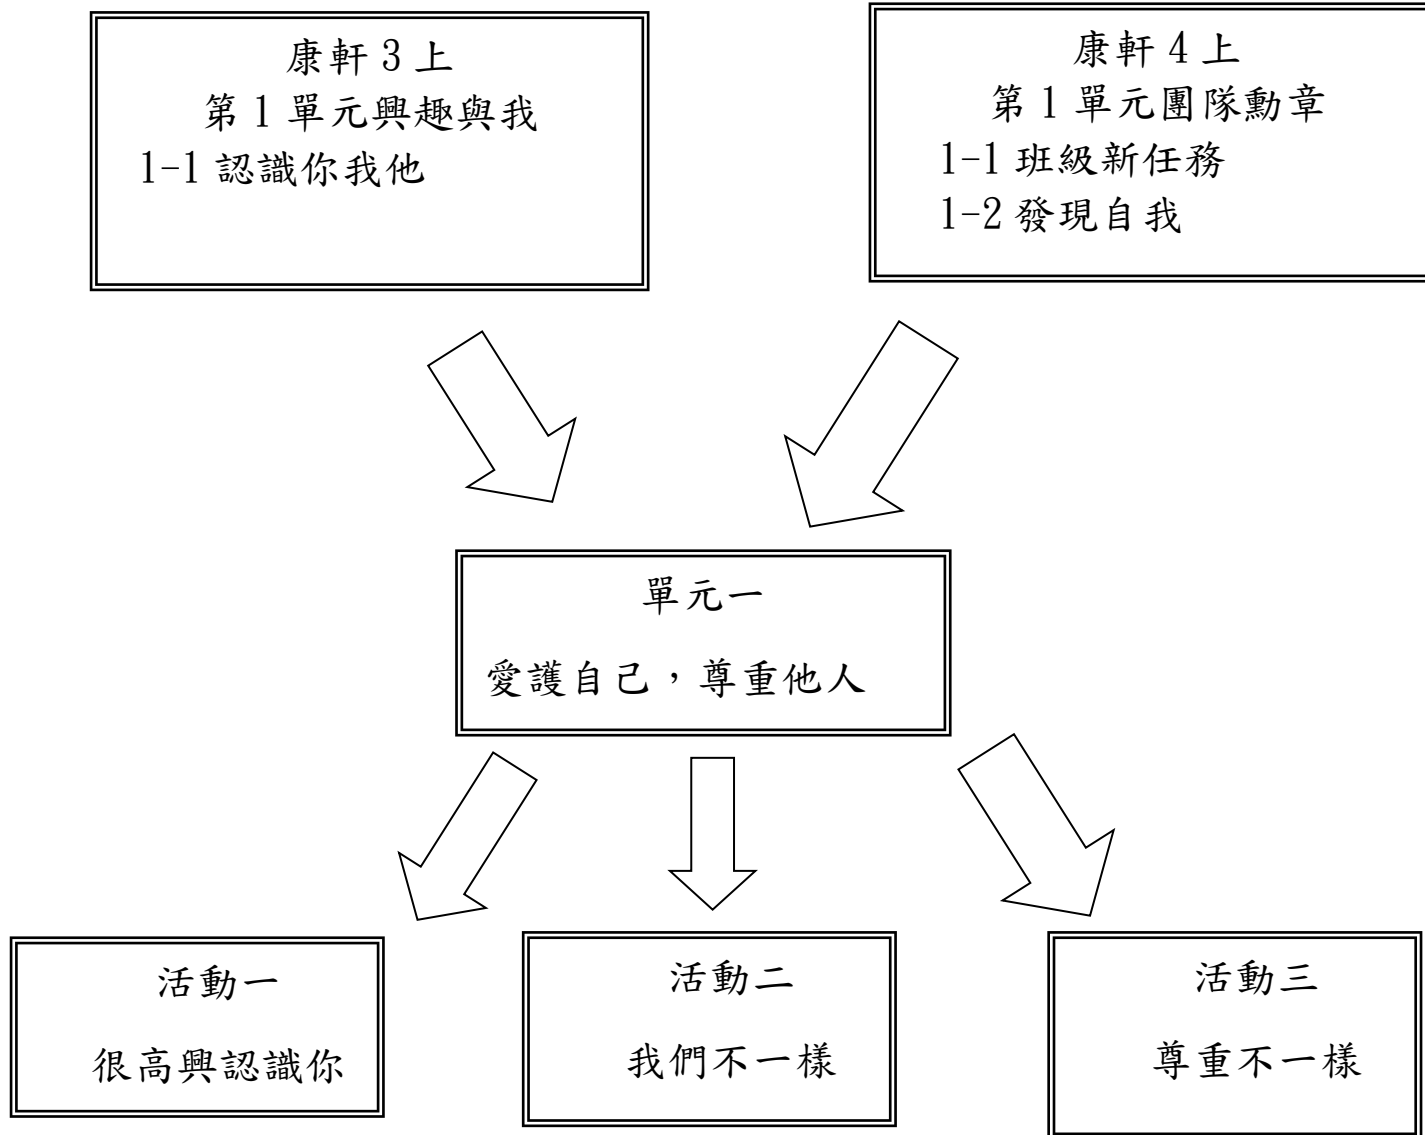 康軒 3 上
第 1 單元興趣與我
1-1 認識你我他
康軒 4 上
第 1 單元團隊勳章
1-1 班級新任務
1-2 發現自我
單元一
愛護自己，尊重他人
活動一
很高興認識你
活動二
我們不一樣
活動三
尊重不一樣